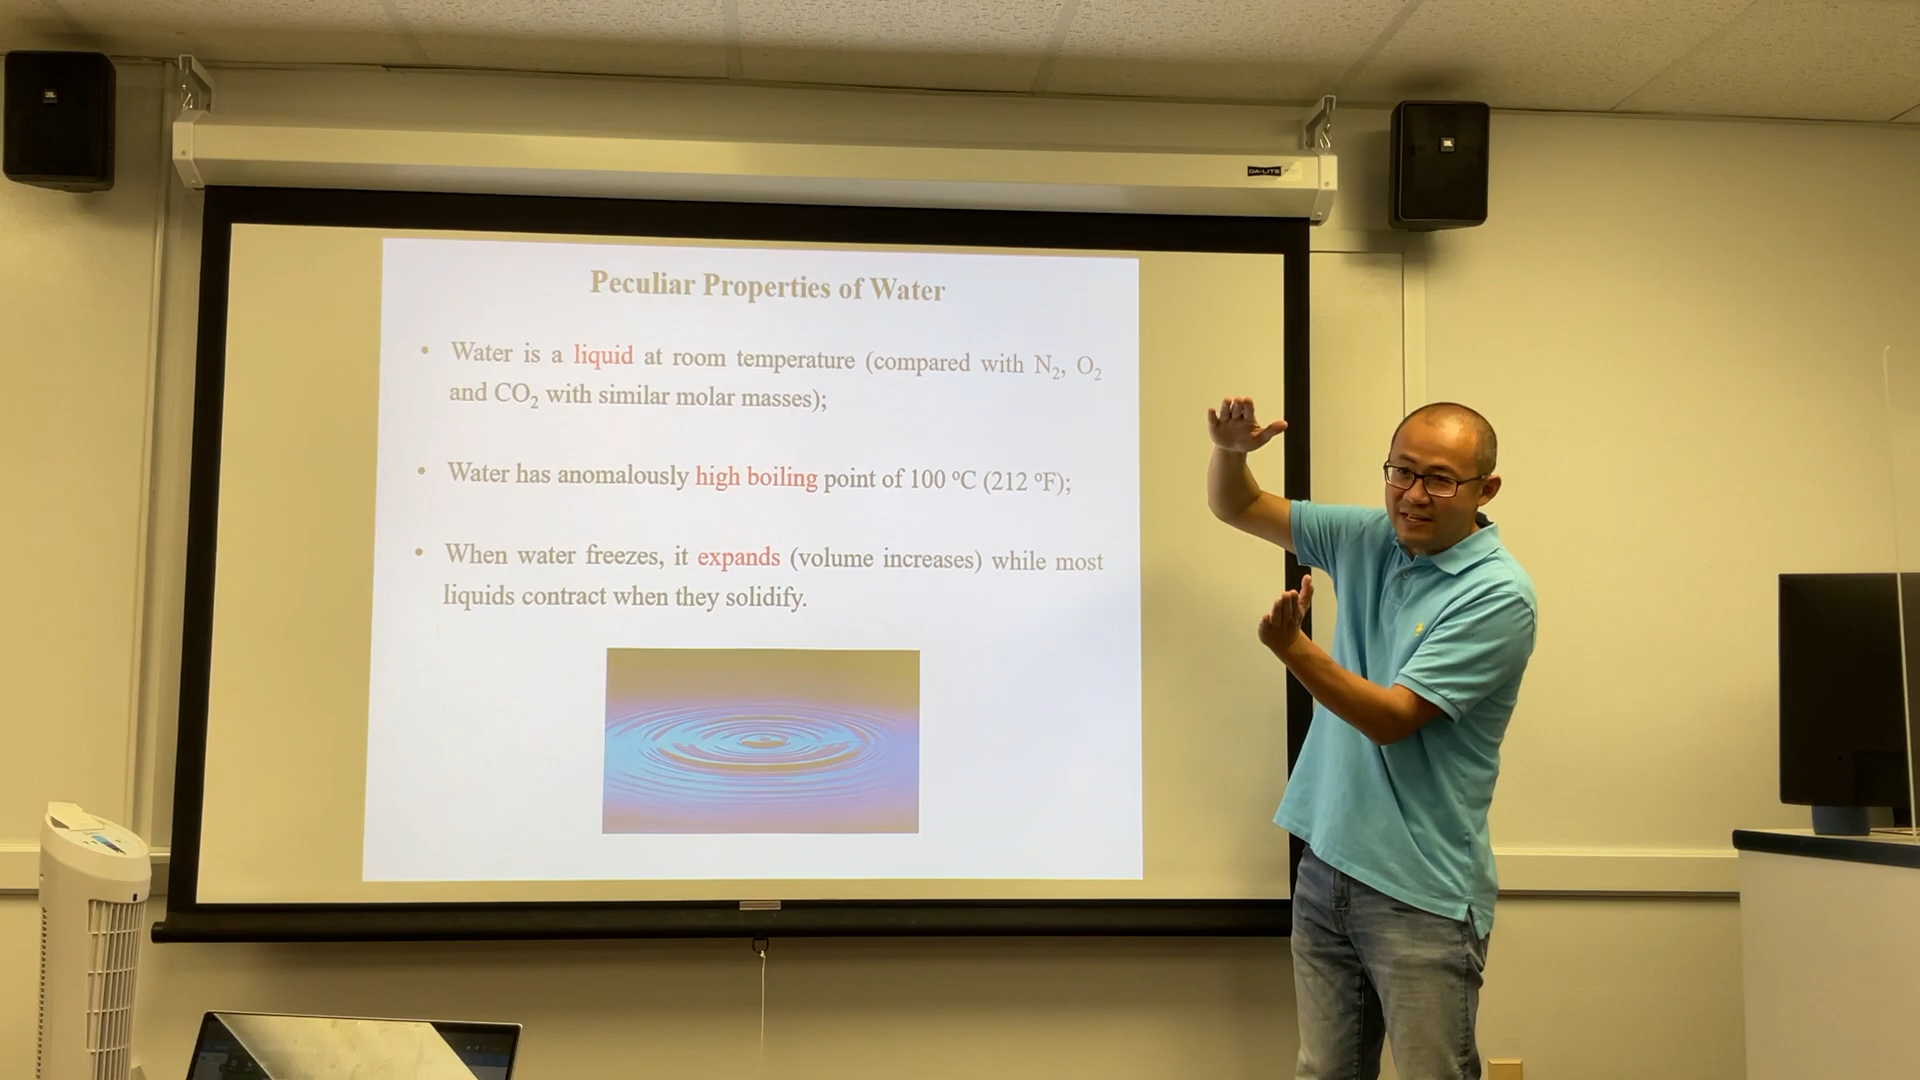 JBL
JBL
DA-LITE
Peculiar Properties of Water
• Water is a liquid at room temperature (compared with N₂, O₂
and CO₂ with similar molar masses);
• Water has anomalously high boiling point of 100 ºC (212 ºF);
• When water freezes, it expands (volume increases) while most
liquids contract when they solidify.